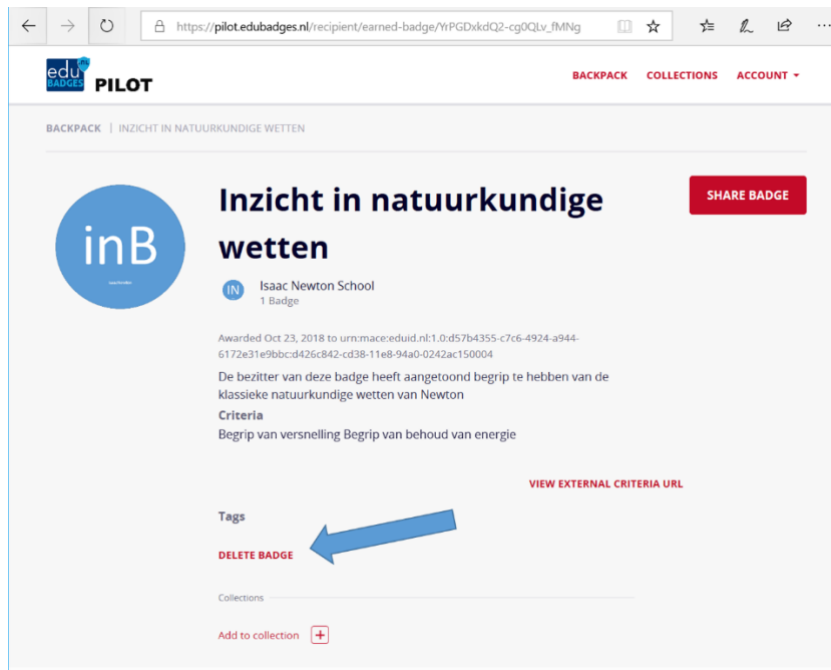 https://pilot.edubadges.nl/recipient/earned-badge/YrPGDxkdQ2-cg0QLv_fMNg
edu
BADGES PILOT
BACKPACK COLLECTIONS ACCOUNT
BACKPACK | INZICHT IN NATUURKUNDIGE WETTEN
Inzicht in natuurkundige
wetten
SHARE BADGE
inB
IN Isaac Newton School
1 Badge
Awarded Oct 23, 2018 to urn:mace:eduid.nl:1.0:d57b4355-c7c6-4924-a944-
6172e31e9bbc:d426c842-cd38-11e8-94a0-0242ac150004
De bezitter van deze badge heeft aangetoond begrip te hebben van de
klassieke natuurkundige wetten van Newton
Criteria
Begrip van versnelling Begrip van behoud van energie
VIEW EXTERNAL CRITERIA URL
Tags
DELETE BADGE
Collections
Add to collection +